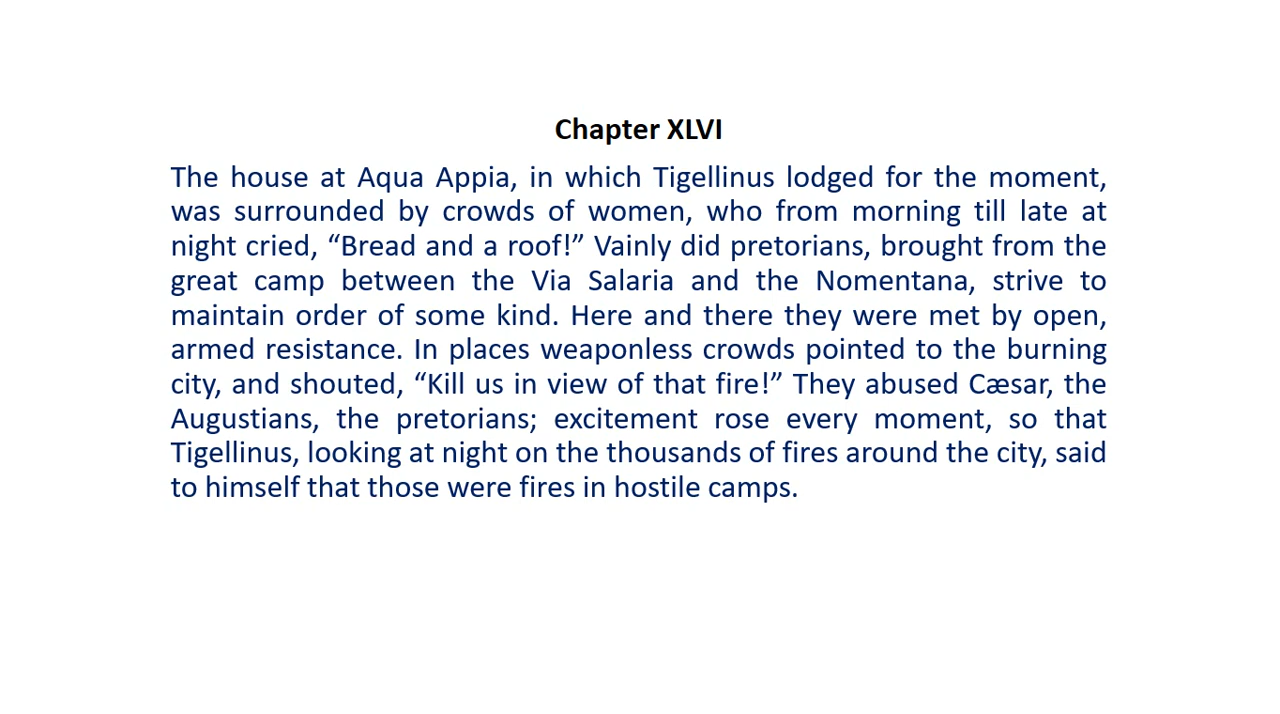 Chapter XLVI
The house at Aqua Appia, in which Tigellinus lodged for the moment,
was surrounded by crowds of women, who from morning till late at
night cried, “Bread and a roof!” Vainly did pretorians, brought from the
great camp between the Via Salaria and the Nomentana, strive to
maintain order of some kind. Here and there they were met by open,
armed resistance. In places weaponless crowds pointed to the burning
city, and shouted, “Kill us in view of that fire!” They abused Cæsar, the
Augustians, the pretorians; excitement rose every moment, so that
Tigellinus, looking at night on the thousands of fires around the city, said
to himself that those were fires in hostile camps.